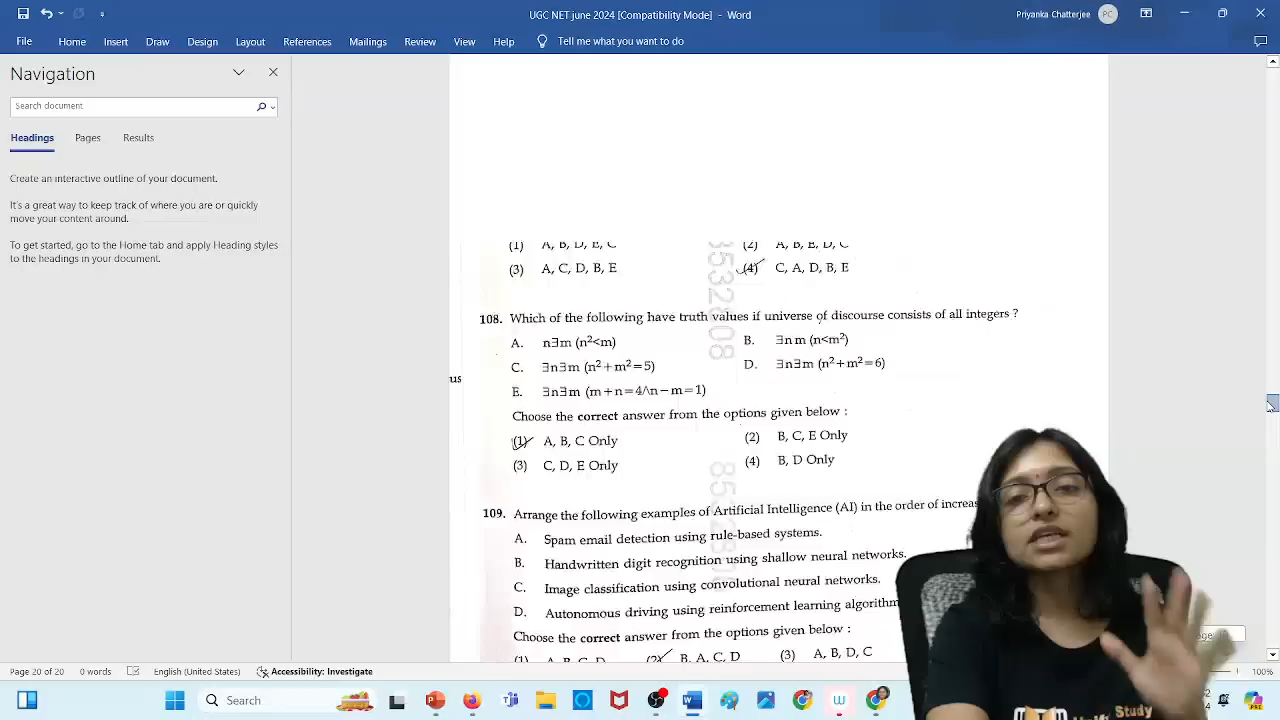 UGC NET june 2024 [Compatibility Mode] - Word
Priyanka Chatterjee PC
File Home Insert Draw Design Layout References Mailings Review View Help Tell me what you want to do
Navigation
Search document
Headings Pages Results
Create an interactive outline of your document.
It's a great way to keep track of where you are or quickly
move your content around.
To get started, go to the Home tab and apply Heading styles
to the headings in your document.
(1) A, B, D, E, C (2) A, B, E, D, C
(3) A, C, D, B, E (4) C, A, D, B, E
108. Which of the following have truth values if universe of discourse consists of all integers ?
A. n∃m (n²<m) B. ∃n m (n<m²)
C. ∃n∃m (n²+m²=5) D. ∃n∃m (n²+m²=6)
us
E. ∃n∃m (m+n=4∧n−m=1)
Choose the correct answer from the options given below :
(1) A, B, C Only (2) B, C, E Only
(3) C, D, E Only (4) B, D Only
109. Arrange the following examples of Artificial Intelligence (AI) in the order of increas
A. Spam email detection using rule-based systems.
B. Handwritten digit recognition using shallow neural networks.
C. Image classification using convolutional neural networks.
D. Autonomous driving using reinforcement learning algorithm
Choose the correct answer from the options given below :
(1) A, B, C, D (2) B, A, C, D (3) A, B, D, C
Page 20 of 20 0 words English (United States) Accessibility: Investigate 100%
Search
Study